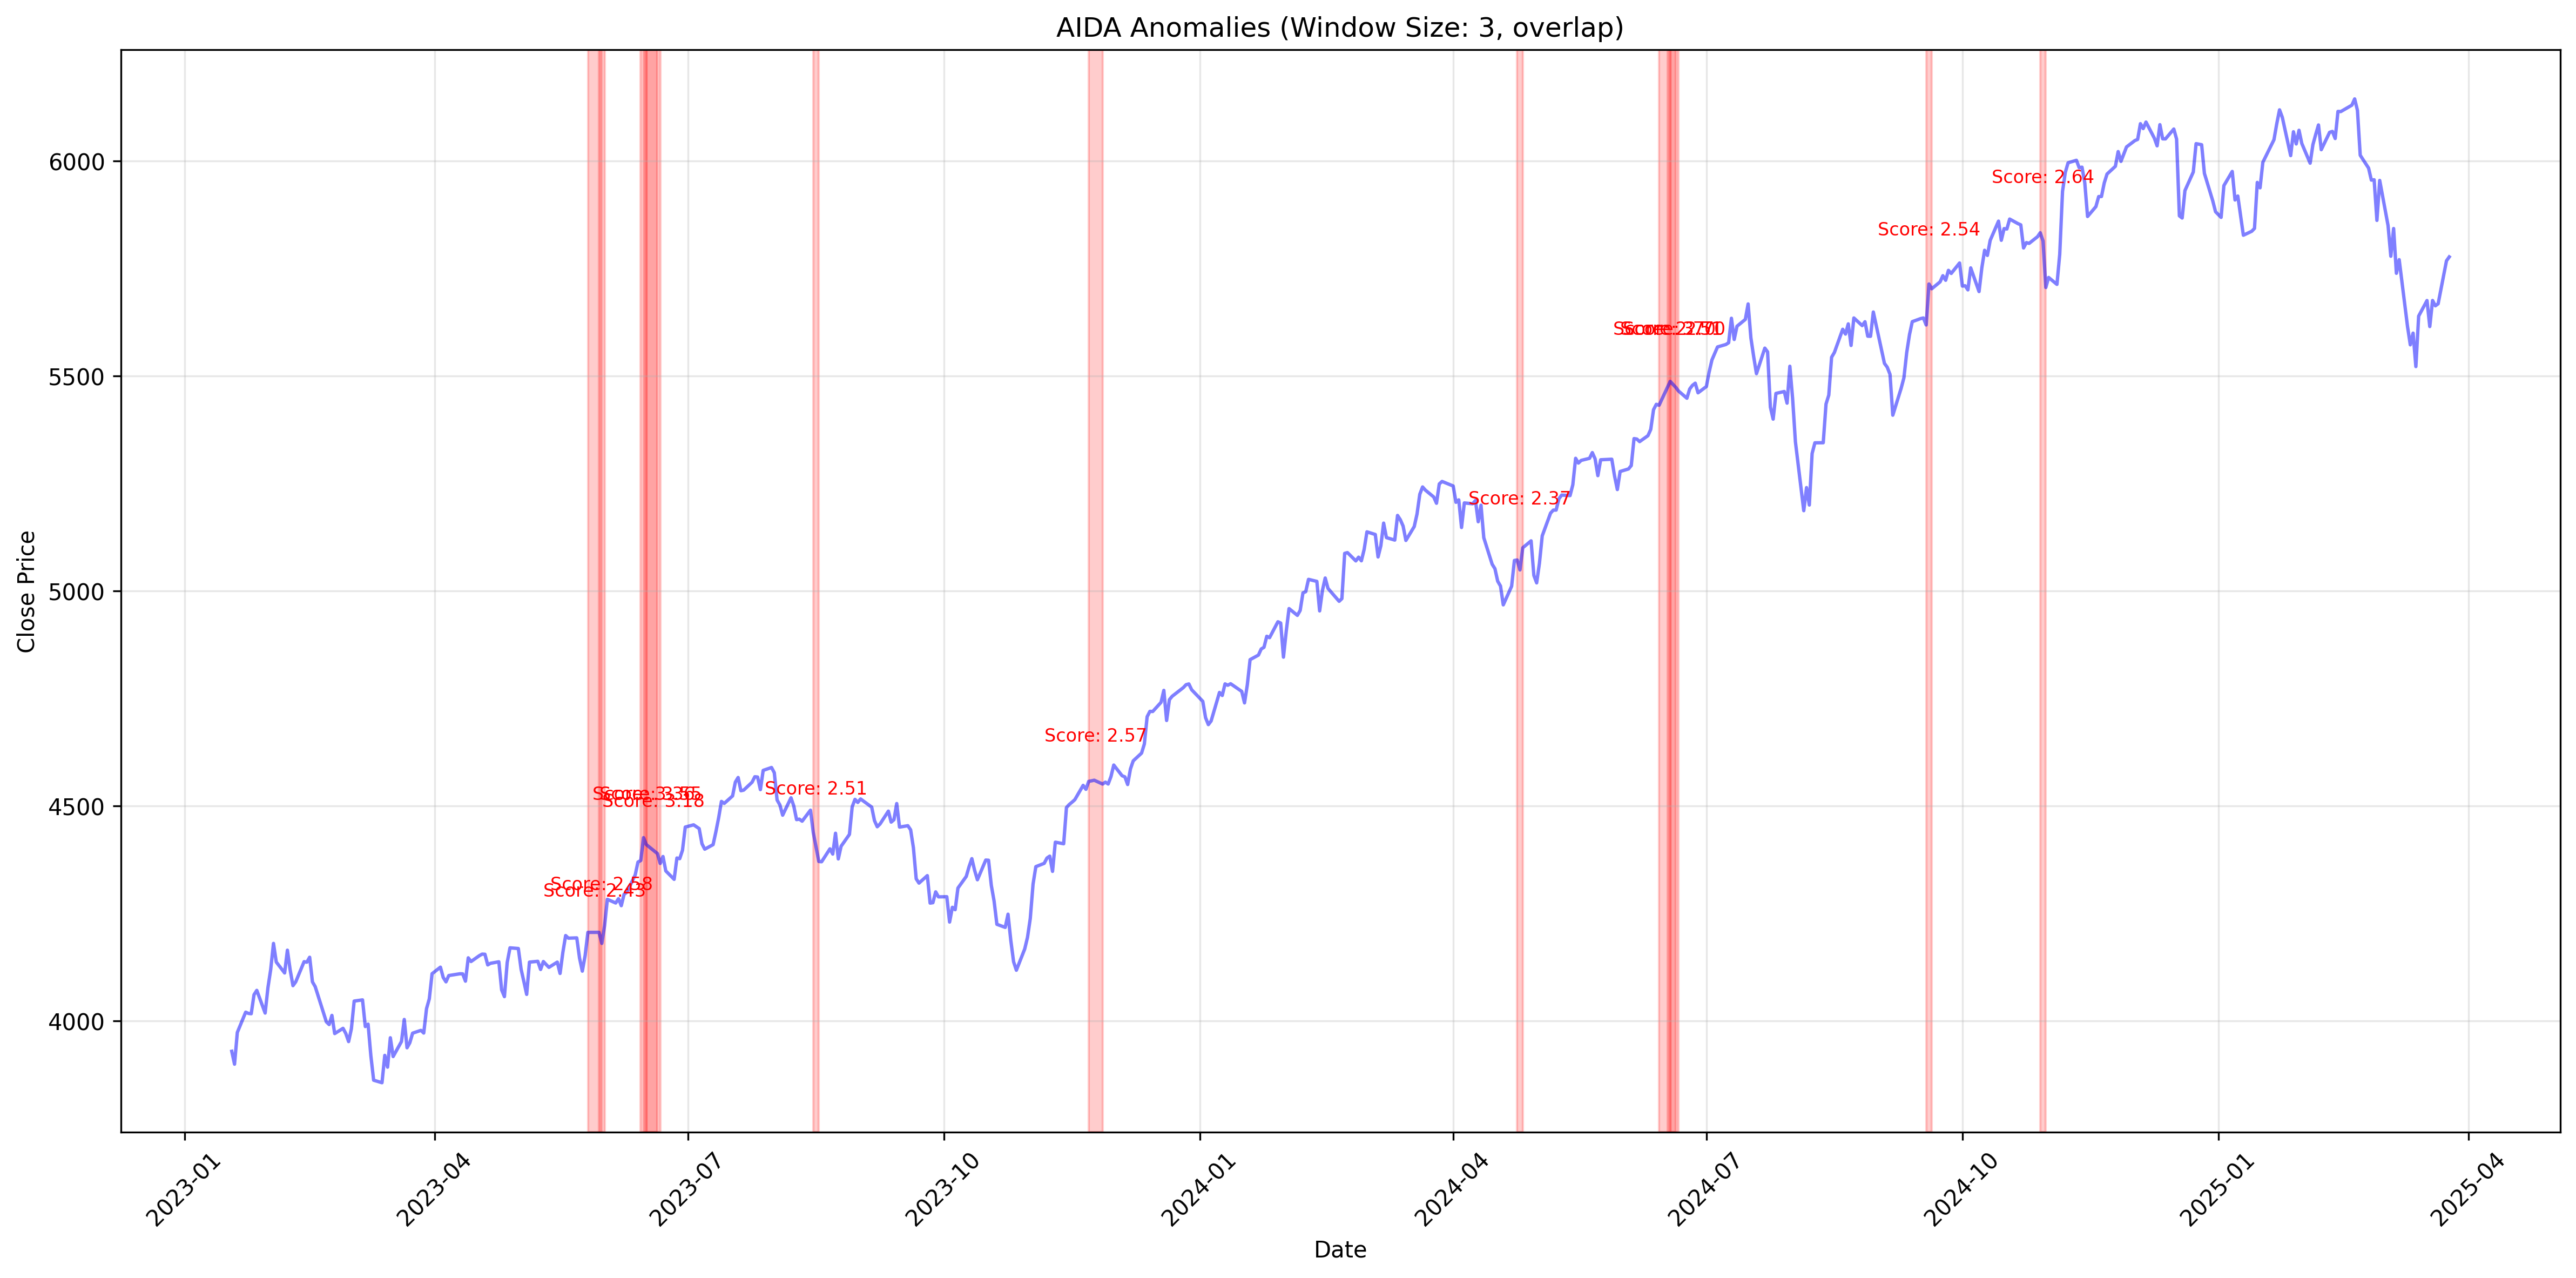 AIDA Anomalies (Window Size: 3, overlap)
Close Price
6000
5500
5000
4500
4000
Score: 2.64
Score: 2.54
Score: 2.37
Score: 2.57
Score: 2.51
Score: 3.18
Score: 2.58
Score: 2.43
2023-01
2023-04
2023-07
2023-10
2024-01
2024-04
2024-07
2024-10
2025-01
2025-04
Date